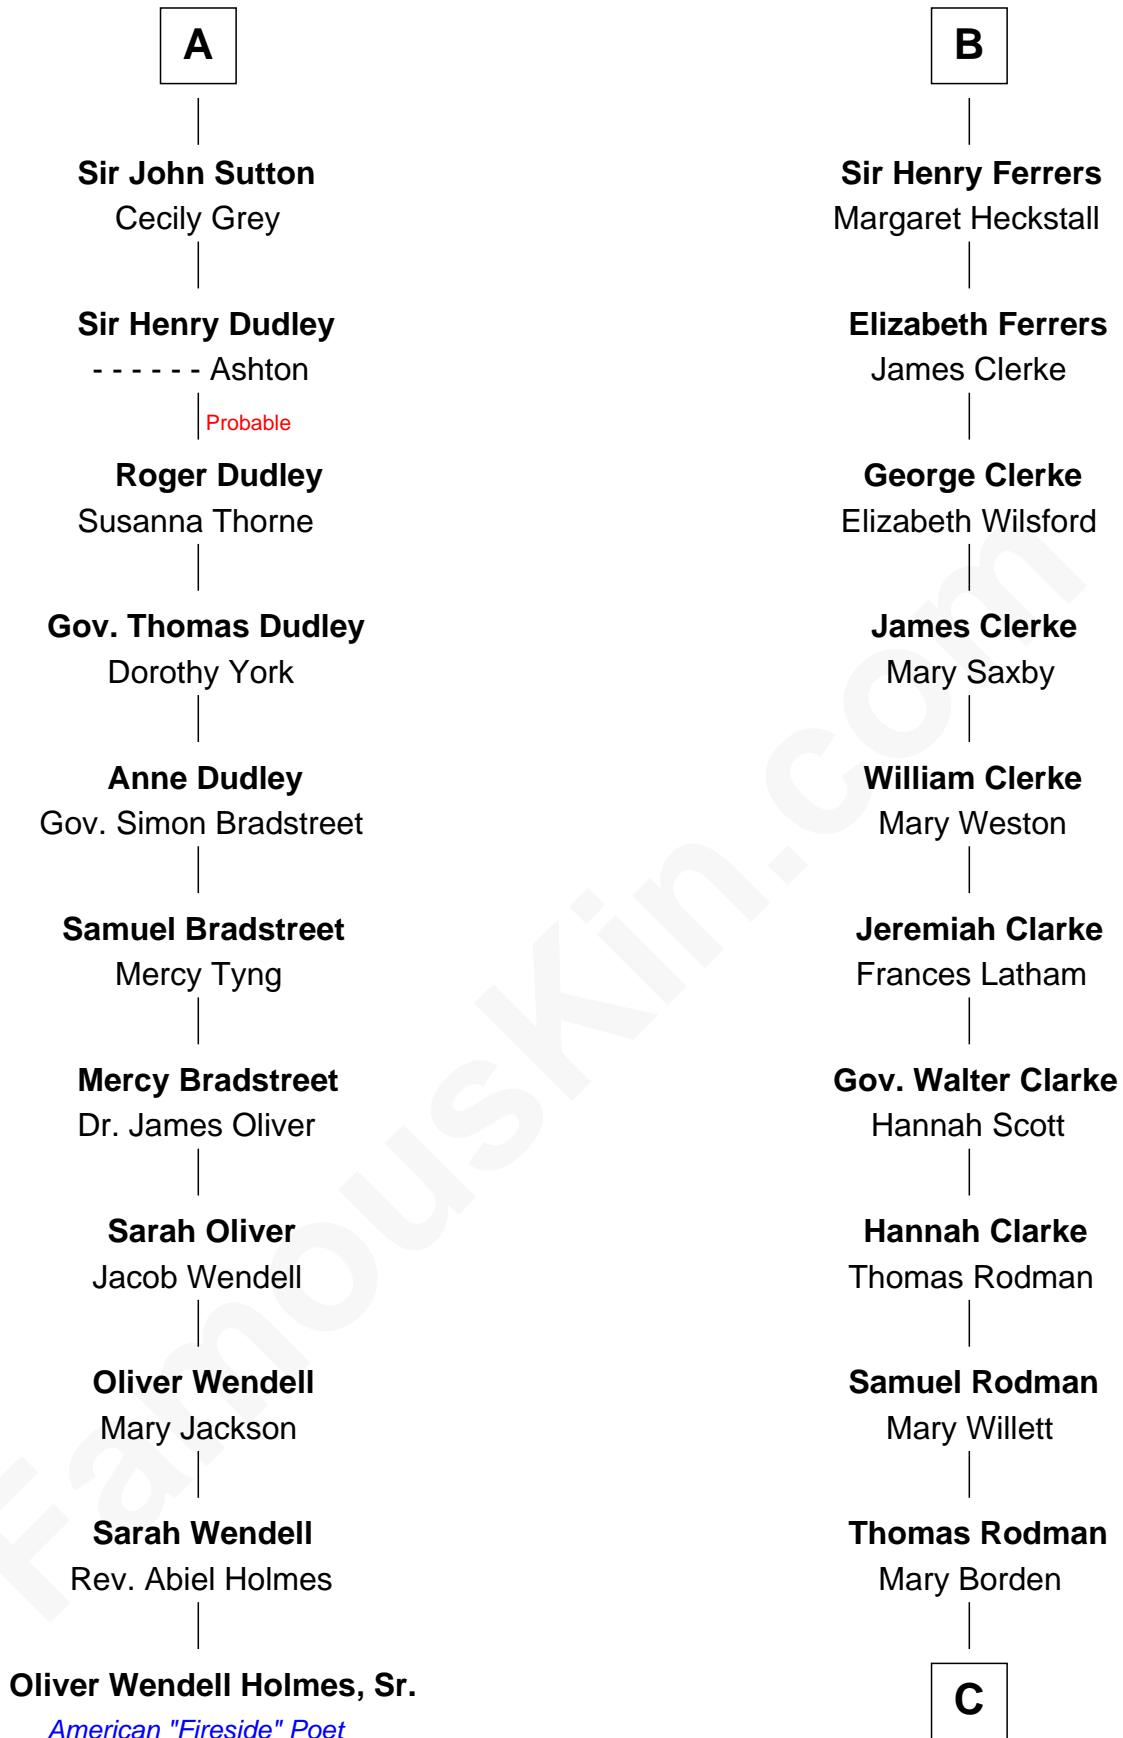 A
Sir John Sutton
Cecily Grey
Sir Henry Dudley
- - - - - - Ashton
Probable
Roger Dudley
Susanna Thorne
Gov. Thomas Dudley
Dorothy York
Anne Dudley
Gov. Simon Bradstreet
Samuel Bradstreet
Mercy Tyng
Mercy Bradstreet
Dr. James Oliver
Sarah Oliver
Jacob Wendell
Oliver Wendell
Mary Jackson
Sarah Wendell
Rev. Abiel Holmes
Oliver Wendell Holmes, Sr.
American "Fireside" Poet
B
Sir Henry Ferrers
Margaret Heckstall
Elizabeth Ferrers
James Clerke
George Clerke
Elizabeth Wilsford
James Clerke
Mary Saxby
William Clerke
Mary Weston
Jeremiah Clarke
Frances Latham
Gov. Walter Clarke
Hannah Scott
Hannah Clarke
Thomas Rodman
Samuel Rodman
Mary Willett
Thomas Rodman
Mary Borden
C
FamousKin.com